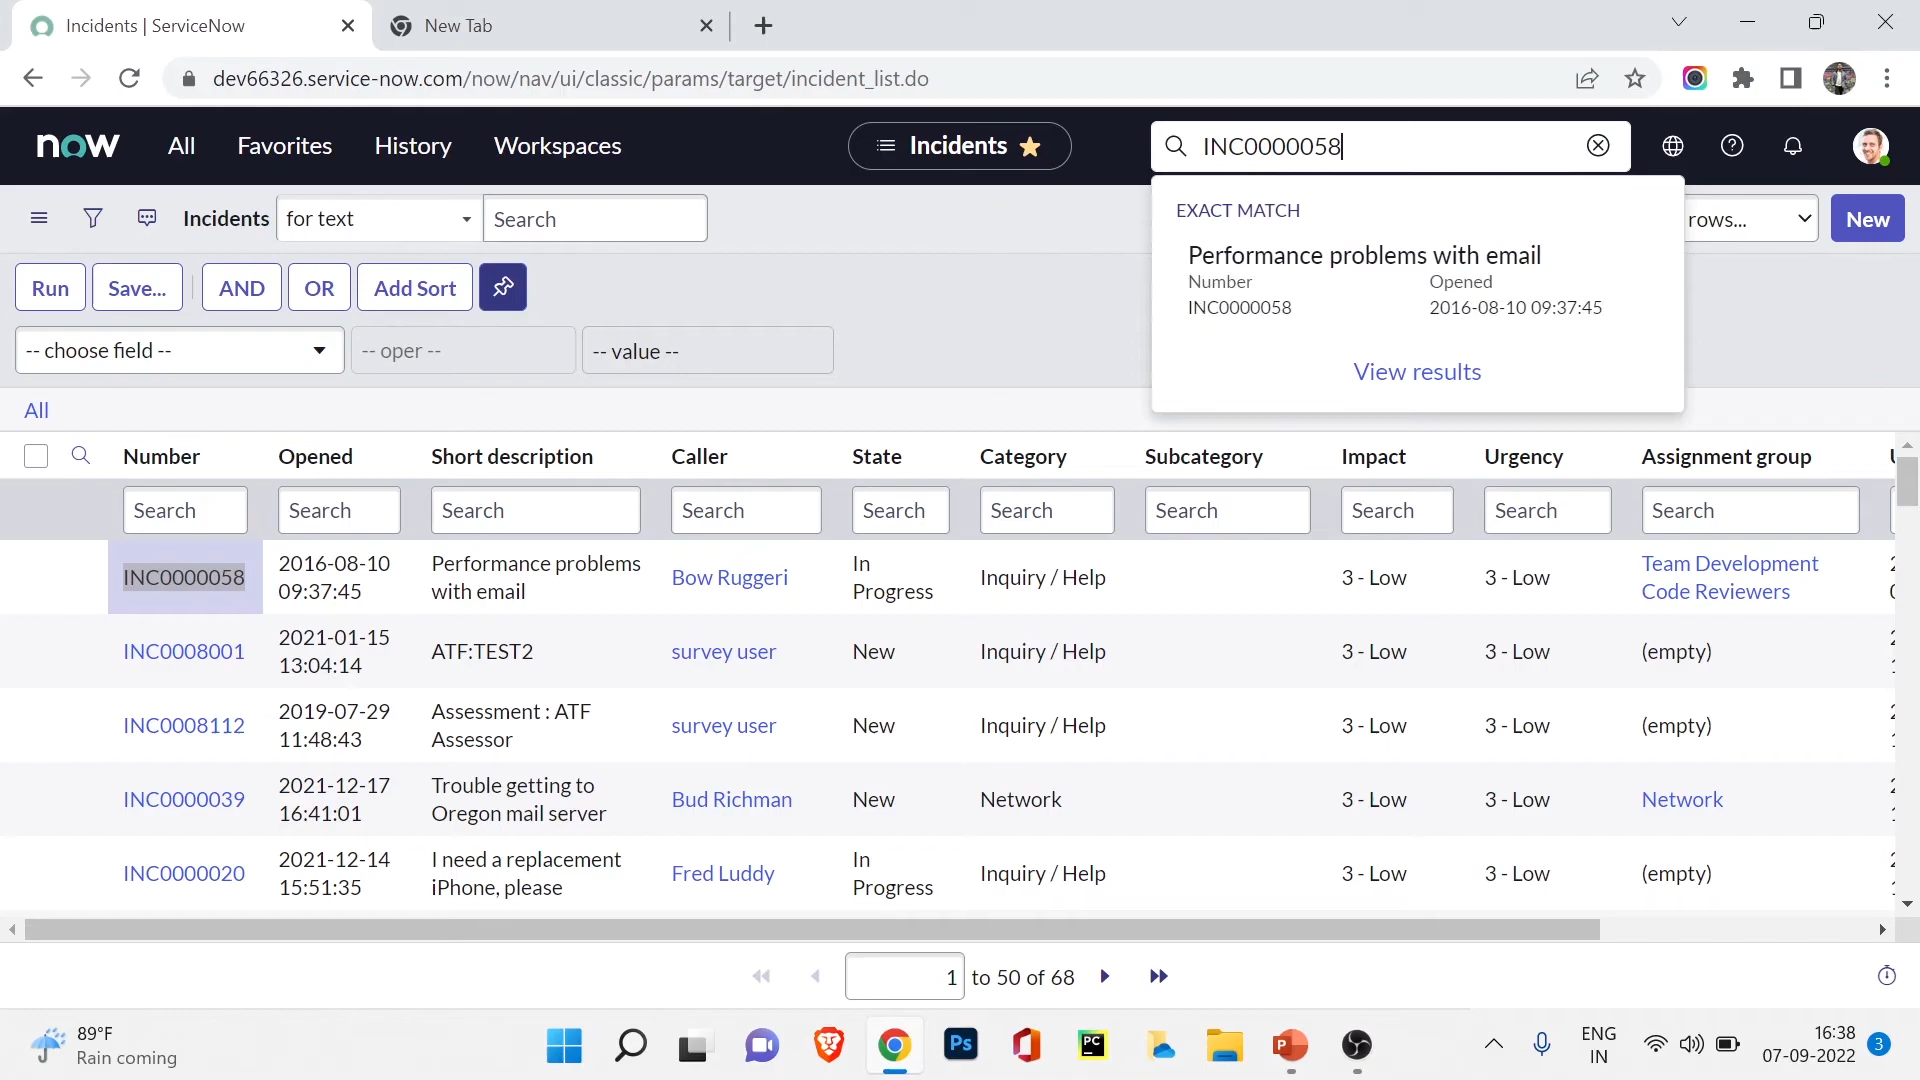 Incidents | ServiceNow
New Tab
dev66326.service-now.com/now/nav/ui/classic/params/target/incident_list.do
now All Favorites History Workspaces Incidents INC0000058
EXACT MATCH
Performance problems with email
Number Opened
INC0000058 2016-08-10 09:37:45
View results
Incidents for text Search rows... New
Run Save... AND OR Add Sort
-- choose field -- -- oper -- -- value --
All
Number Opened Short description Caller State Category Subcategory Impact Urgency Assignment group
Search Search Search Search Search Search Search Search Search Search
INC0000058 2016-08-10 09:37:45 Performance problems with email Bow Ruggeri In Progress Inquiry / Help 3 - Low 3 - Low Team Development Code Reviewers
INC0008001 2021-01-15 13:04:14 ATF:TEST2 survey user New Inquiry / Help 3 - Low 3 - Low (empty)
INC0008112 2019-07-29 11:48:43 Assessment : ATF Assessor survey user New Inquiry / Help 3 - Low 3 - Low (empty)
INC0000039 2021-12-17 16:41:01 Trouble getting to Oregon mail server Bud Richman New Network 3 - Low 3 - Low Network
INC0000020 2021-12-14 15:51:35 I need a replacement iPhone, please Fred Luddy In Progress Inquiry / Help 3 - Low 3 - Low (empty)
1 to 50 of 68
89°F
Rain coming
Ps
PC
P
ENG
IN
16:38
07-09-2022
3